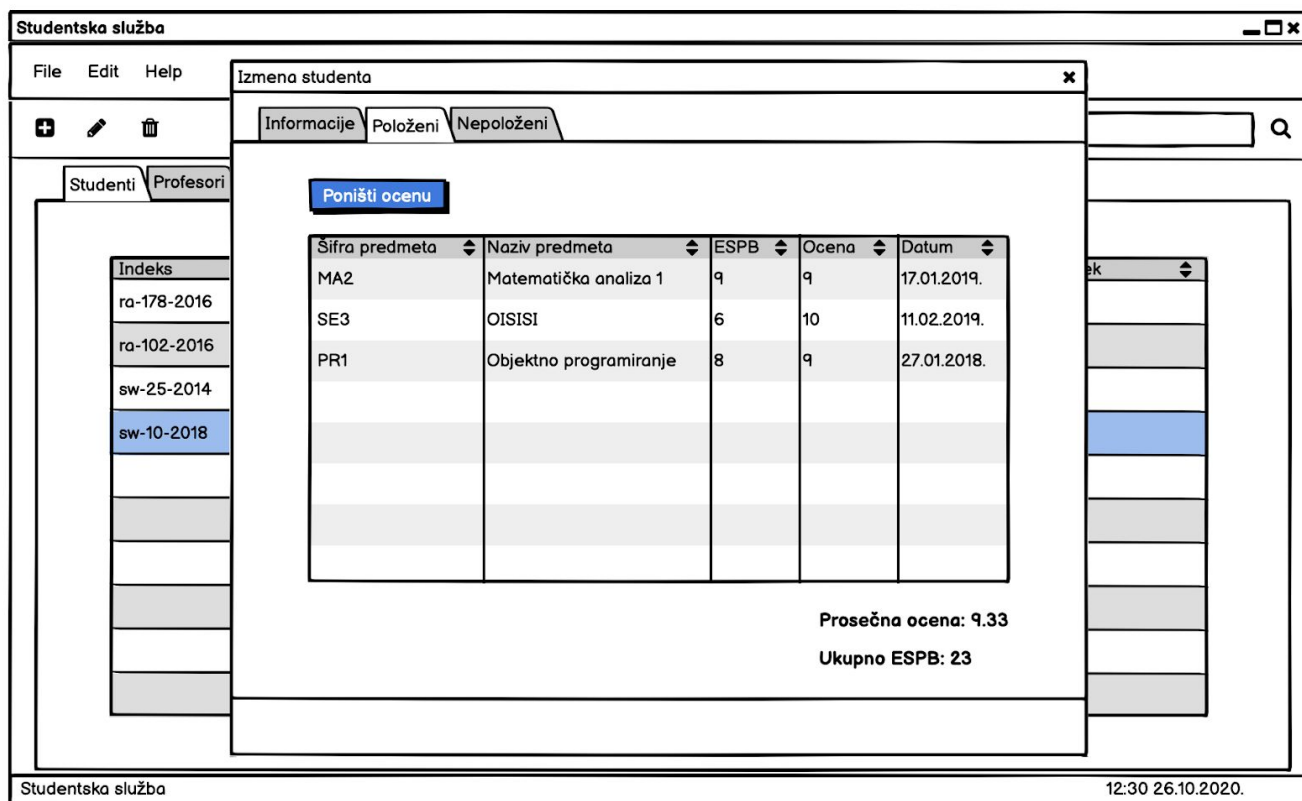 Studentska služba
File Edit Help
Izmena studenta
Informacije Položeni Nepoloženi
Studenti Profesori
Poništi ocenu
Šifra predmeta Naziv predmeta ESPB Ocena Datum
MA2 Matematička analiza 1 9 9 17.01.2019.
SE3 OISISI 6 10 11.02.2019.
PR1 Objektno programiranje 8 9 27.01.2018.
Indeks
ra-178-2016
ra-102-2016
sw-25-2014
sw-10-2018
Prosečna ocena: 9.33
Ukupno ESPB: 23
Studentska služba 12:30 26.10.2020.